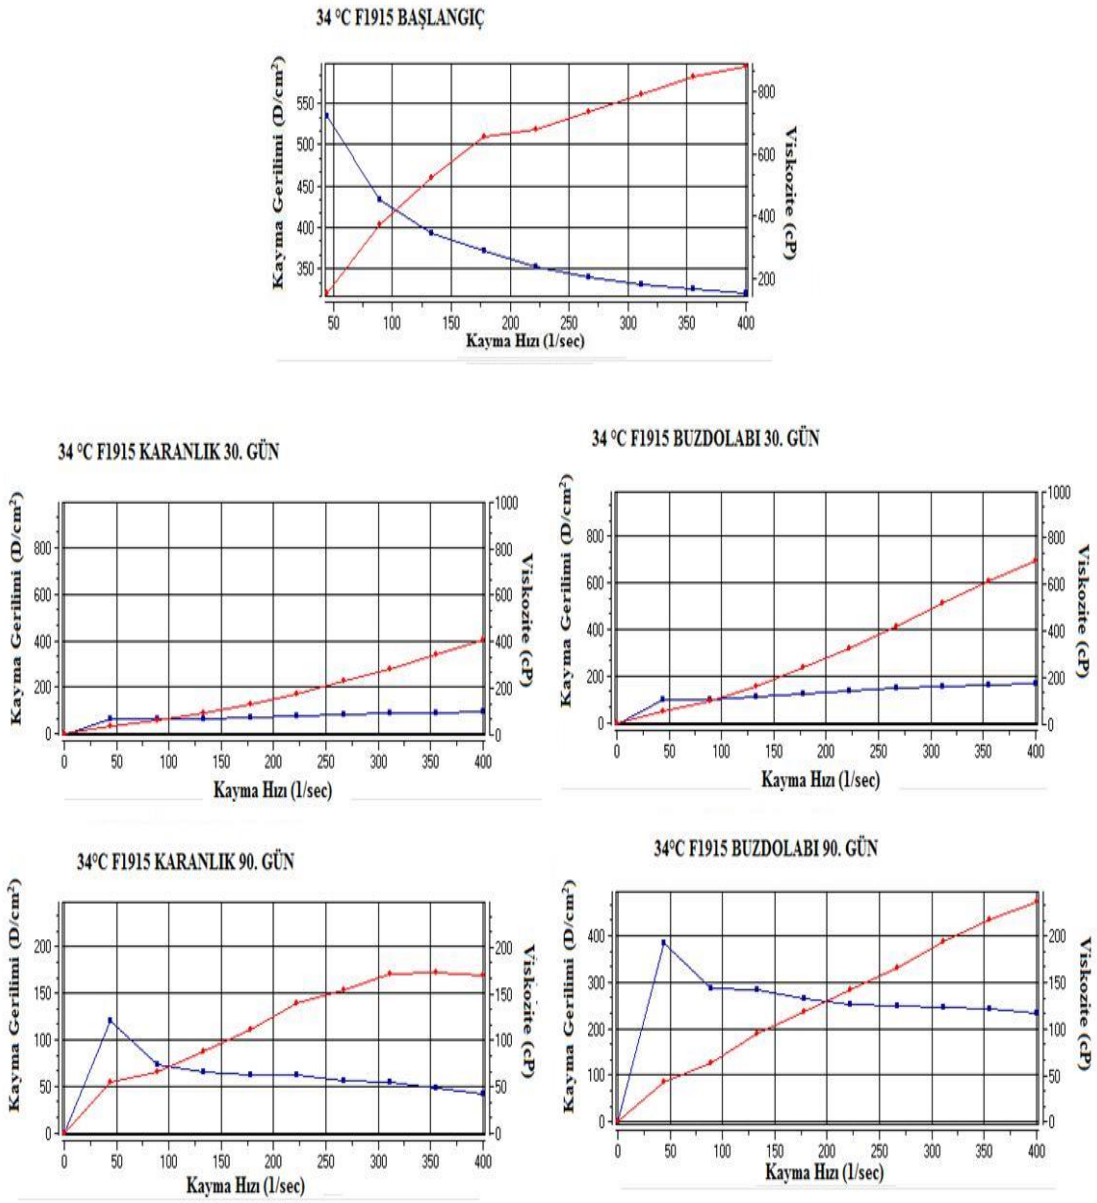 34 °C F1915 BAŞLANGIÇ
Kayma Gerilimi (D/cm²)
550
500
450
400
350
800
600
400
200
Viskozite (cP)
50 100 150 200 250 300 350 400
Kayma Hızı (1/sec)
34 °C F1915 KARANLIK 30. GÜN
Kayma Gerilimi (D/cm²)
800
600
400
200
0
1000
800
600
400
200
0
Viskozite (cP)
0 50 100 150 200 250 300 350 400
Kayma Hızı (1/sec)
34 °C F1915 BUZDOLABI 30. GÜN
Kayma Gerilimi (D/cm²)
800
600
400
200
0
1000
800
600
400
200
0
Viskozite (cP)
0 50 100 150 200 250 300 350 400
Kayma Hızı (1/sec)
34°C F1915 KARANLIK 90. GÜN
Kayma Gerilimi (D/cm²)
200
150
100
50
0
200
150
100
50
0
Viskozite (cP)
0 50 100 150 200 250 300 350 400
Kayma Hızı (1/sec)
34°C F1915 BUZDOLABI 90. GÜN
Kayma Gerilimi (D/cm²)
400
300
200
100
0
200
150
100
50
0
Viskozite (cP)
0 50 100 150 200 250 300 350 400
Kayma Hızı (1/sec)